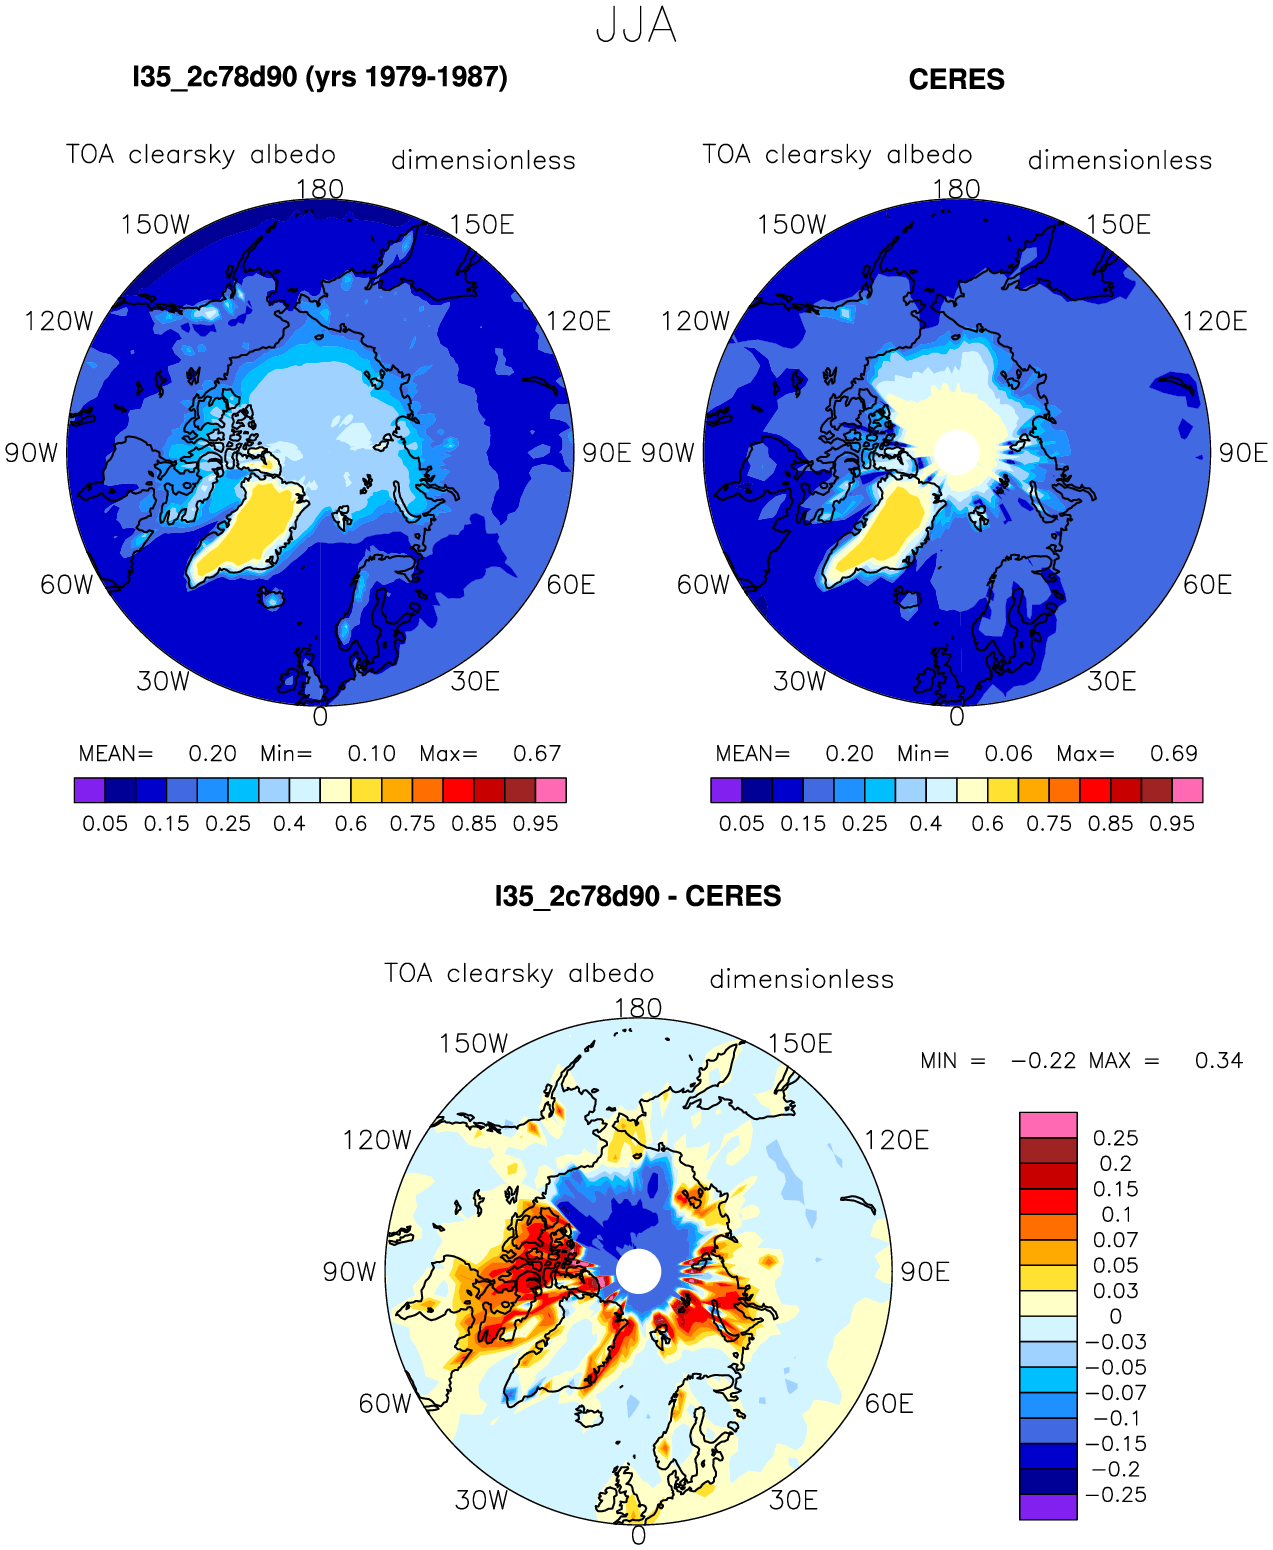 JJA
I35_2c78d90 (yrs 1979-1987)
CERES
TOA clearsky albedo dimensionless
TOA clearsky albedo dimensionless
180
180
150W 150E
150W 150E
120W 120E
120W 120E
90W 90E
90W 90E
60W 60E
60W 60E
30W 30E
30W 30E
0
0
MEAN= 0.20 Min= 0.10 Max= 0.67
MEAN= 0.20 Min= 0.06 Max= 0.69
0.05 0.15 0.25 0.4 0.6 0.75 0.85 0.95
0.05 0.15 0.25 0.4 0.6 0.75 0.85 0.95
I35_2c78d90 - CERES
TOA clearsky albedo dimensionless
180
150W 150E
MIN = -0.22 MAX = 0.34
120W 120E
90W 90E
60W 60E
30W 30E
0
0.25
0.2
0.15
0.1
0.07
0.05
0.03
0
-0.03
-0.05
-0.07
-0.1
-0.15
-0.2
-0.25